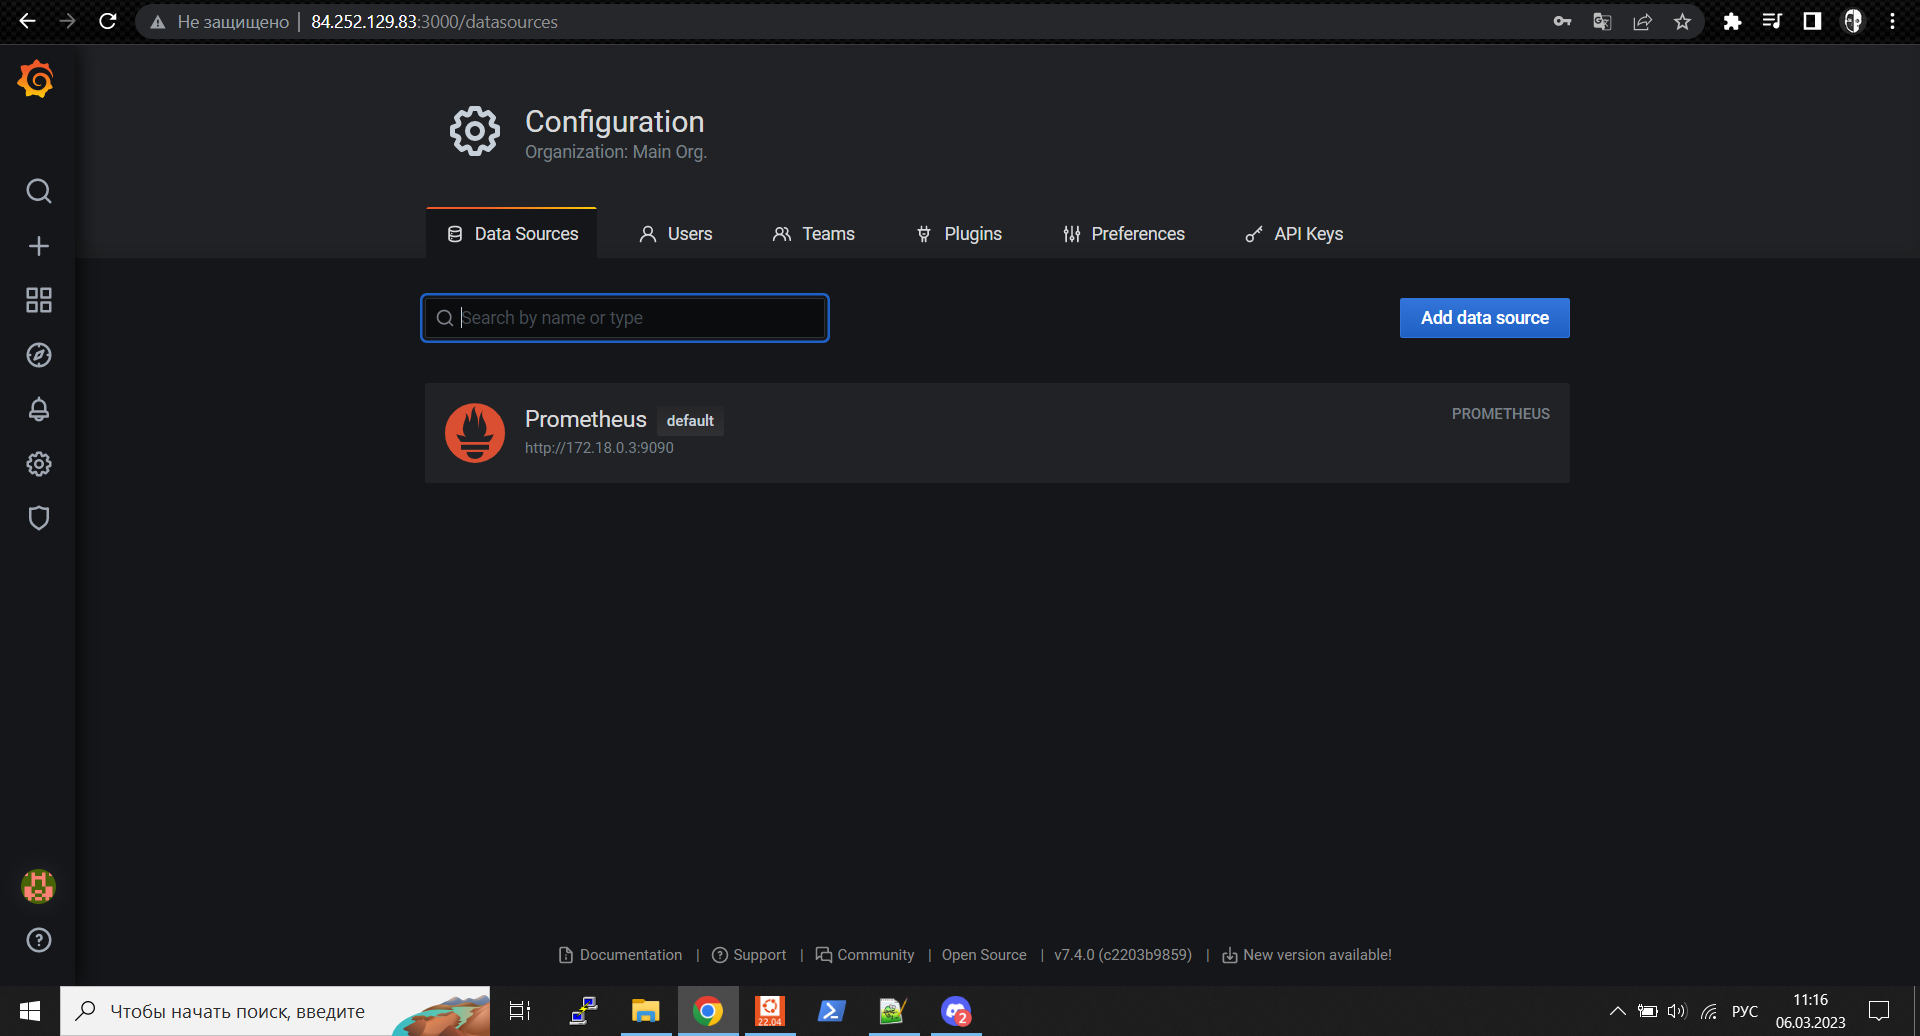 Не защищено | 84.252.129.83:3000/datasources
Configuration
Organization: Main Org.
Data Sources
Users
Teams
Plugins
Preferences
API Keys
Search by name or type
Add data source
Prometheus default
PROMETHEUS
http://172.18.0.3:9090
Documentation | Support | Community | Open Source | v7.4.0 (c2203b9859) | New version available!
Чтобы начать поиск, введите
22.04
2
РУС
11:16
06.03.2023